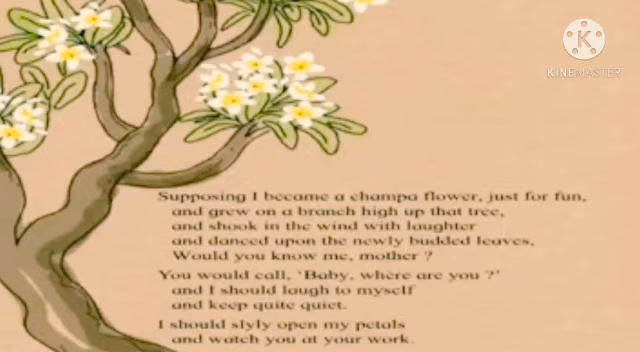 KINEMASTER
Supposing I became a champa flower, just for fun,
and grew on a branch high up that tree,
and shook in the wind with laughter
and danced upon the newly budded leaves,
Would you know me, mother ?
You would call, ‘Baby, where are you ?’
and I should laugh to myself
and keep quite quiet.
I should slyly open my petals
and watch you at your work.